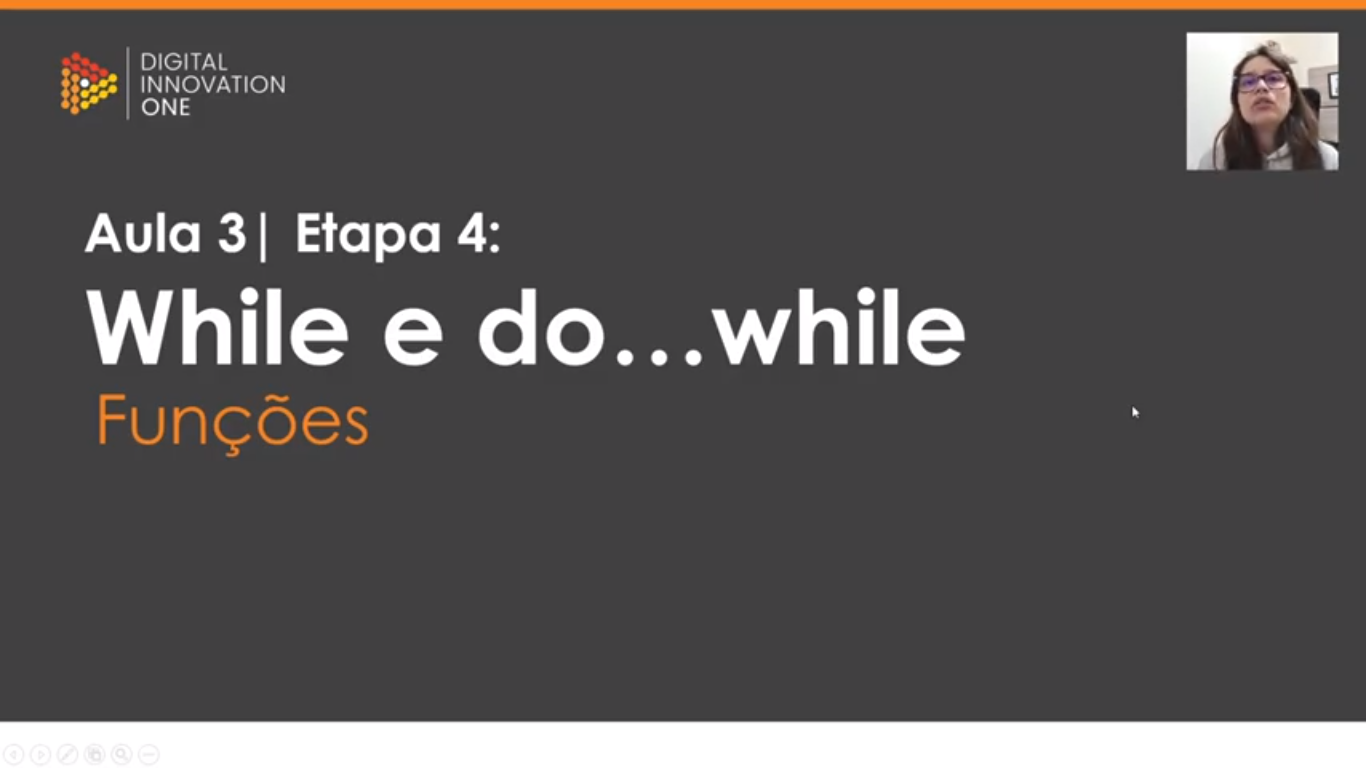 DIGITAL
INNOVATION
ONE
Aula 3| Etapa 4:
While e do...while
Funções